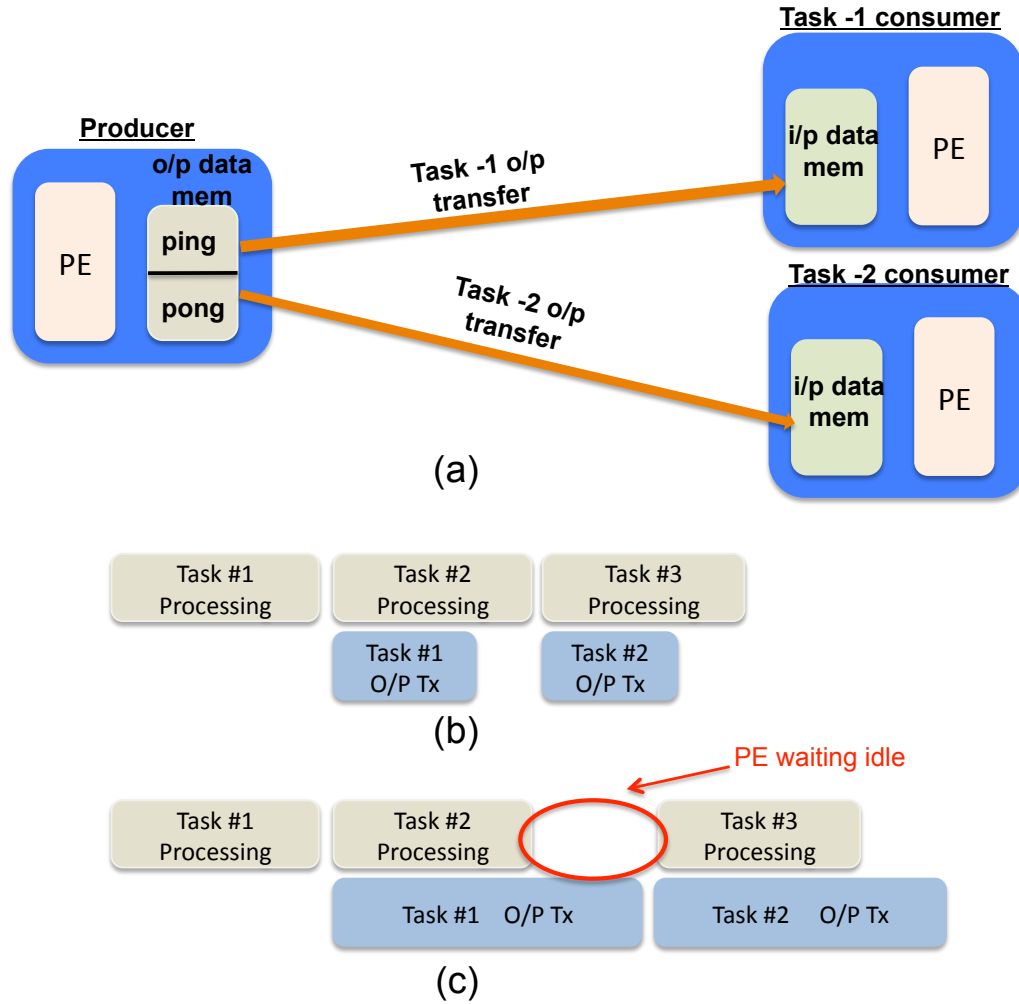 Task -1 consumer
Producer
o/p data
mem
PE
ping
pong
Task -1 o/p
transfer
i/p data
mem
PE
Task -2 o/p
transfer
Task -2 consumer
i/p data
mem
PE
(a)
Task #1
Processing
Task #2
Processing
Task #3
Processing
Task #1
O/P Tx
Task #2
O/P Tx
(b)
PE waiting idle
Task #1
Processing
Task #2
Processing
Task #3
Processing
Task #1 O/P Tx
Task #2 O/P Tx
(c)